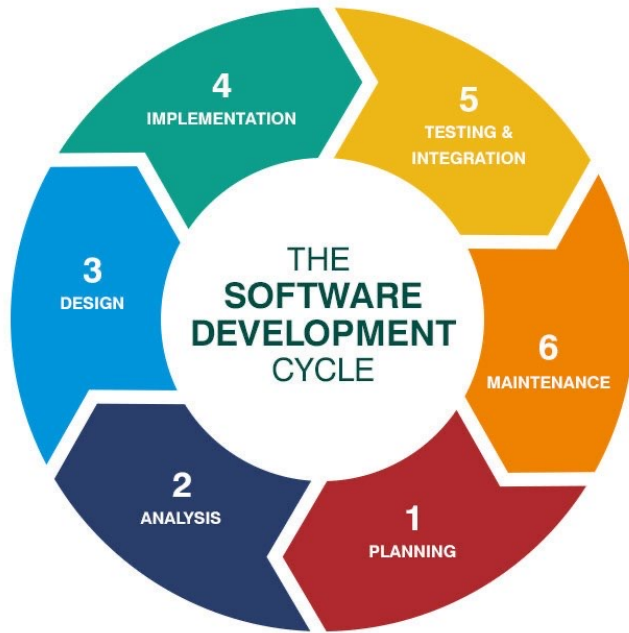 THE
SOFTWARE
DEVELOPMENT
CYCLE
1
PLANNING
2
ANALYSIS
3
DESIGN
4
IMPLEMENTATION
5
TESTING &
INTEGRATION
6
MAINTENANCE